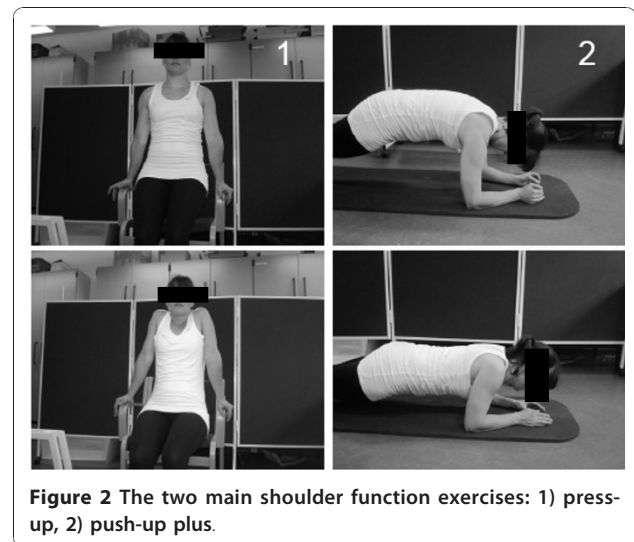 1
2
Figure 2 The two main shoulder function exercises: 1) press-
up, 2) push-up plus.